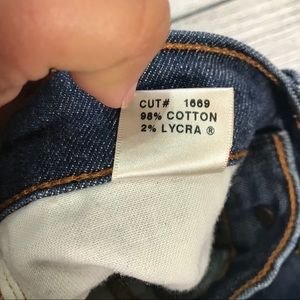 CUT# 1669
98% COTTON
2% LYCRA ®